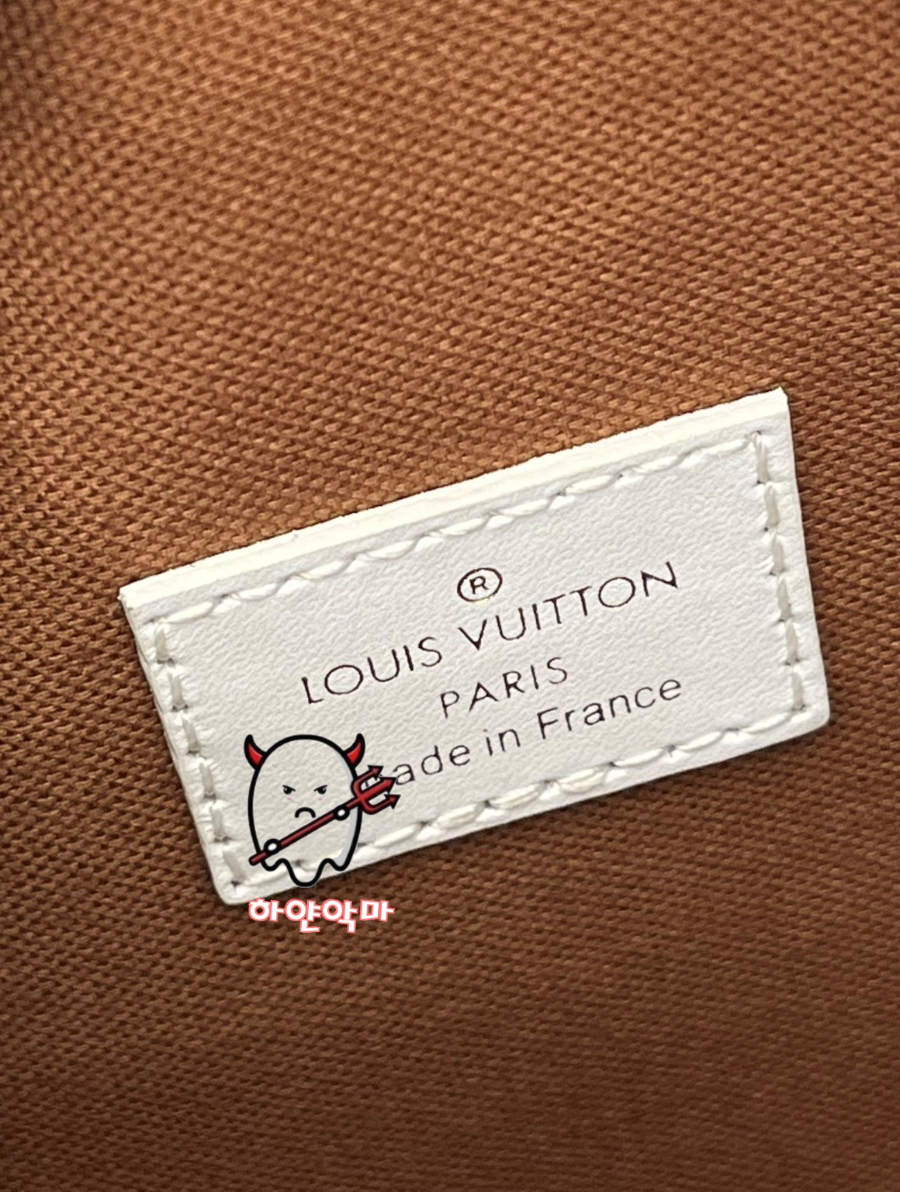 ®
LOUIS VUITTON
PARIS
ade in France
하얀악마